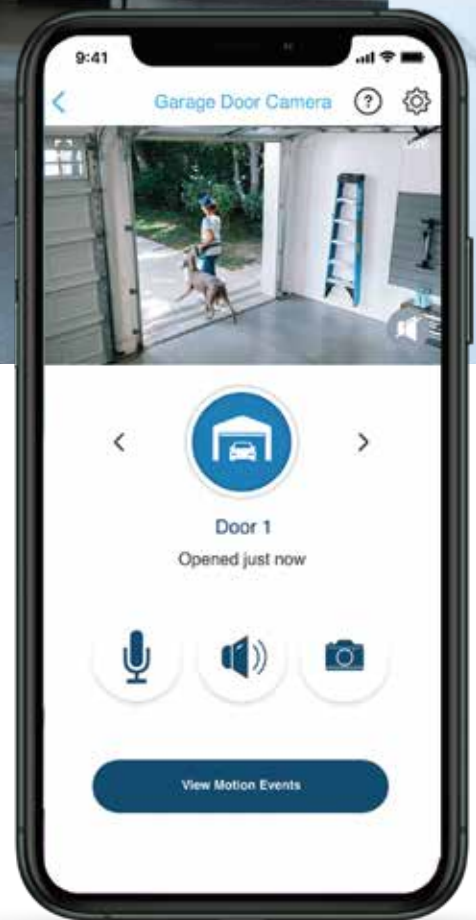 9:41
Garage Door Camera ?
Door 1
Opened just now
View Motion Events